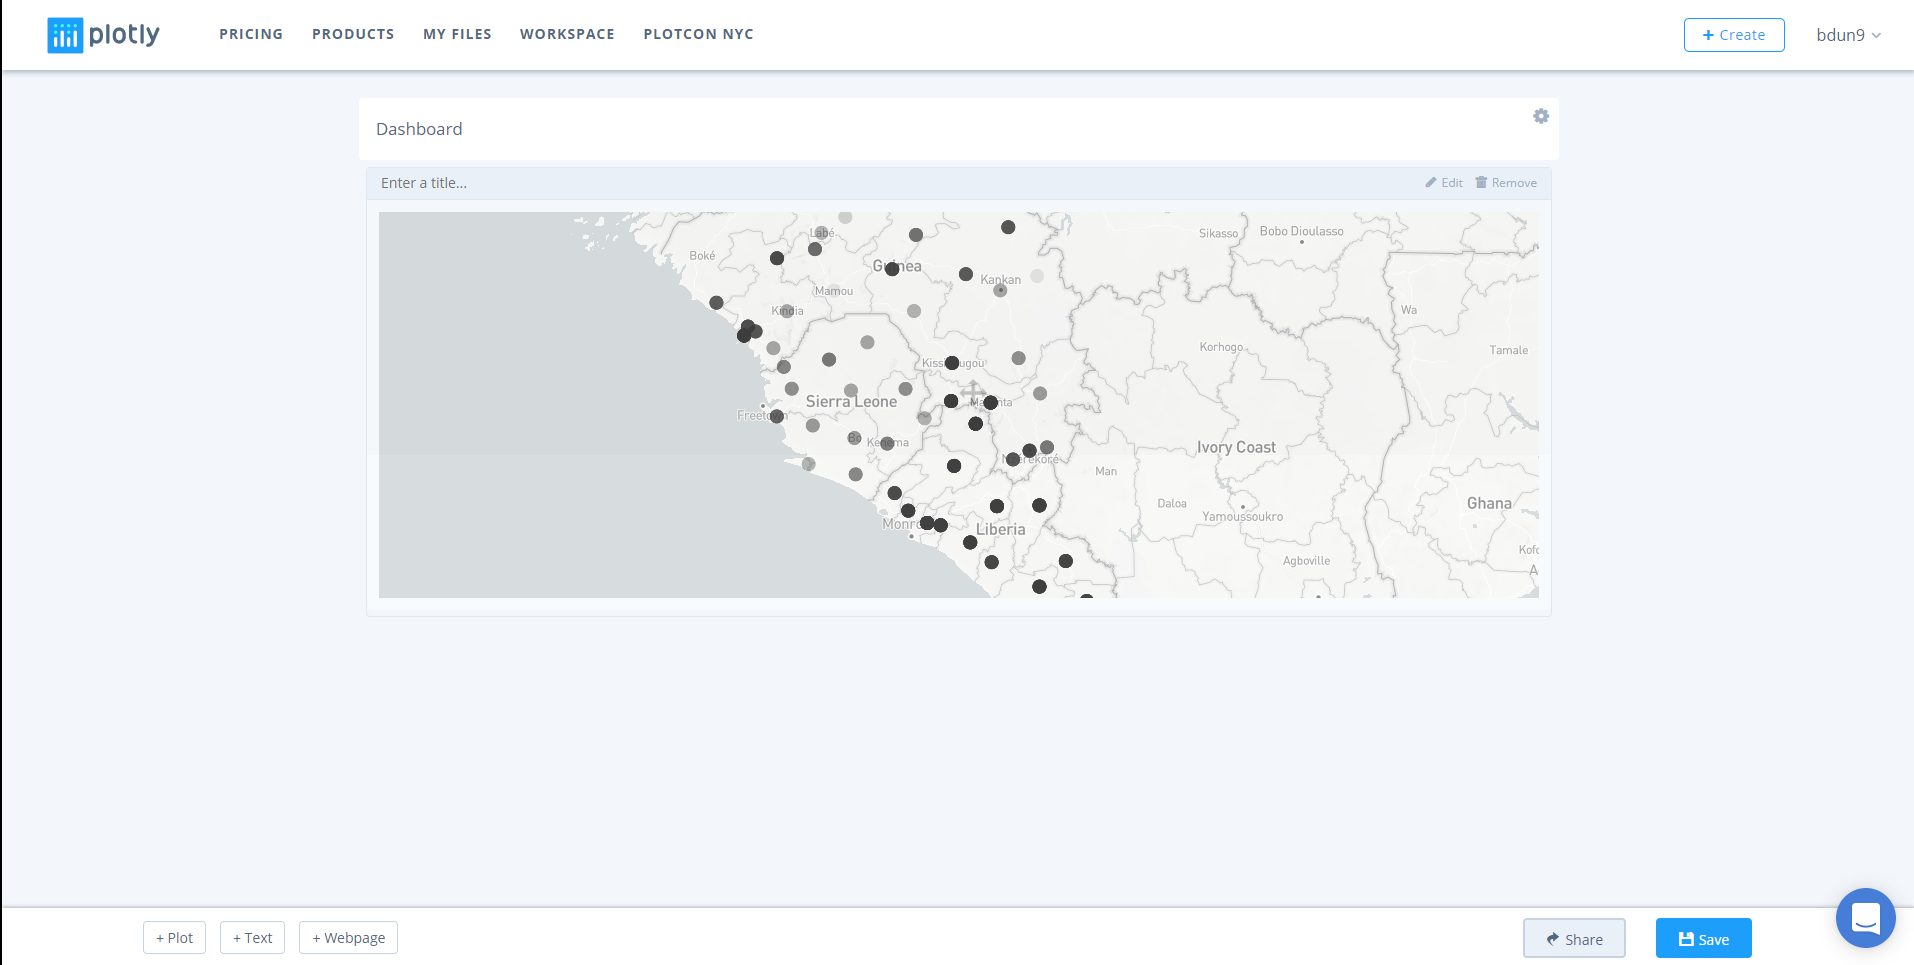 plotly PRICING PRODUCTS MY FILES WORKSPACE PLOTCON NYC + Create bdun9
Dashboard
Enter a title... Edit Remove
Labé Sikasso Bobo Dioulasso
Boké
Guinea
Kankan
Mamou
Kindia Wa
Korhogo Tamale
Kissidougou
Sierra Leone Macenta
Freetown
Bo Kenema
Ivory Coast
Nzerekoré
Man
Daloa Ghana
Yamoussoukro
Monro
Liberia
Kofo
Agboville
A
+ Plot + Text + Webpage Share Save